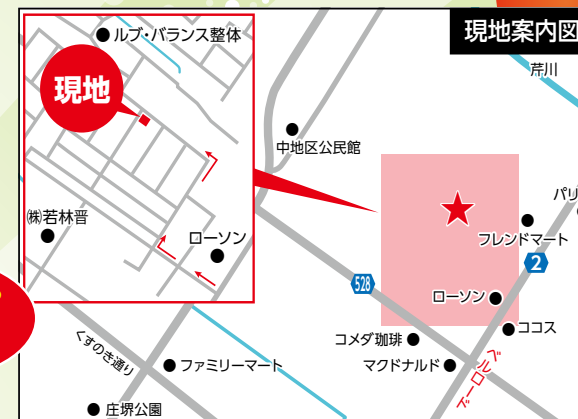 現地案内図
ルブ・バランス整体
現地
芹川
中地区公民館
パリ
㈱若林晋
ローソン
フレンドマート
2
528
ローソン
ココス
コメダ珈琲
マクドナルド
ベルロード
くすのき通り
ファミリーマート
庄堺公園